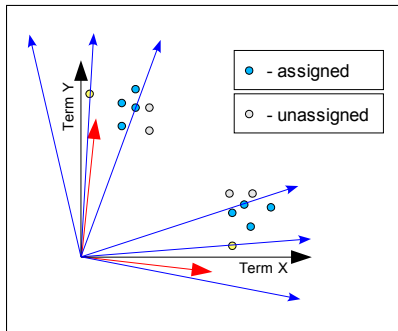 Term Y
- assigned
- unassigned
Term X